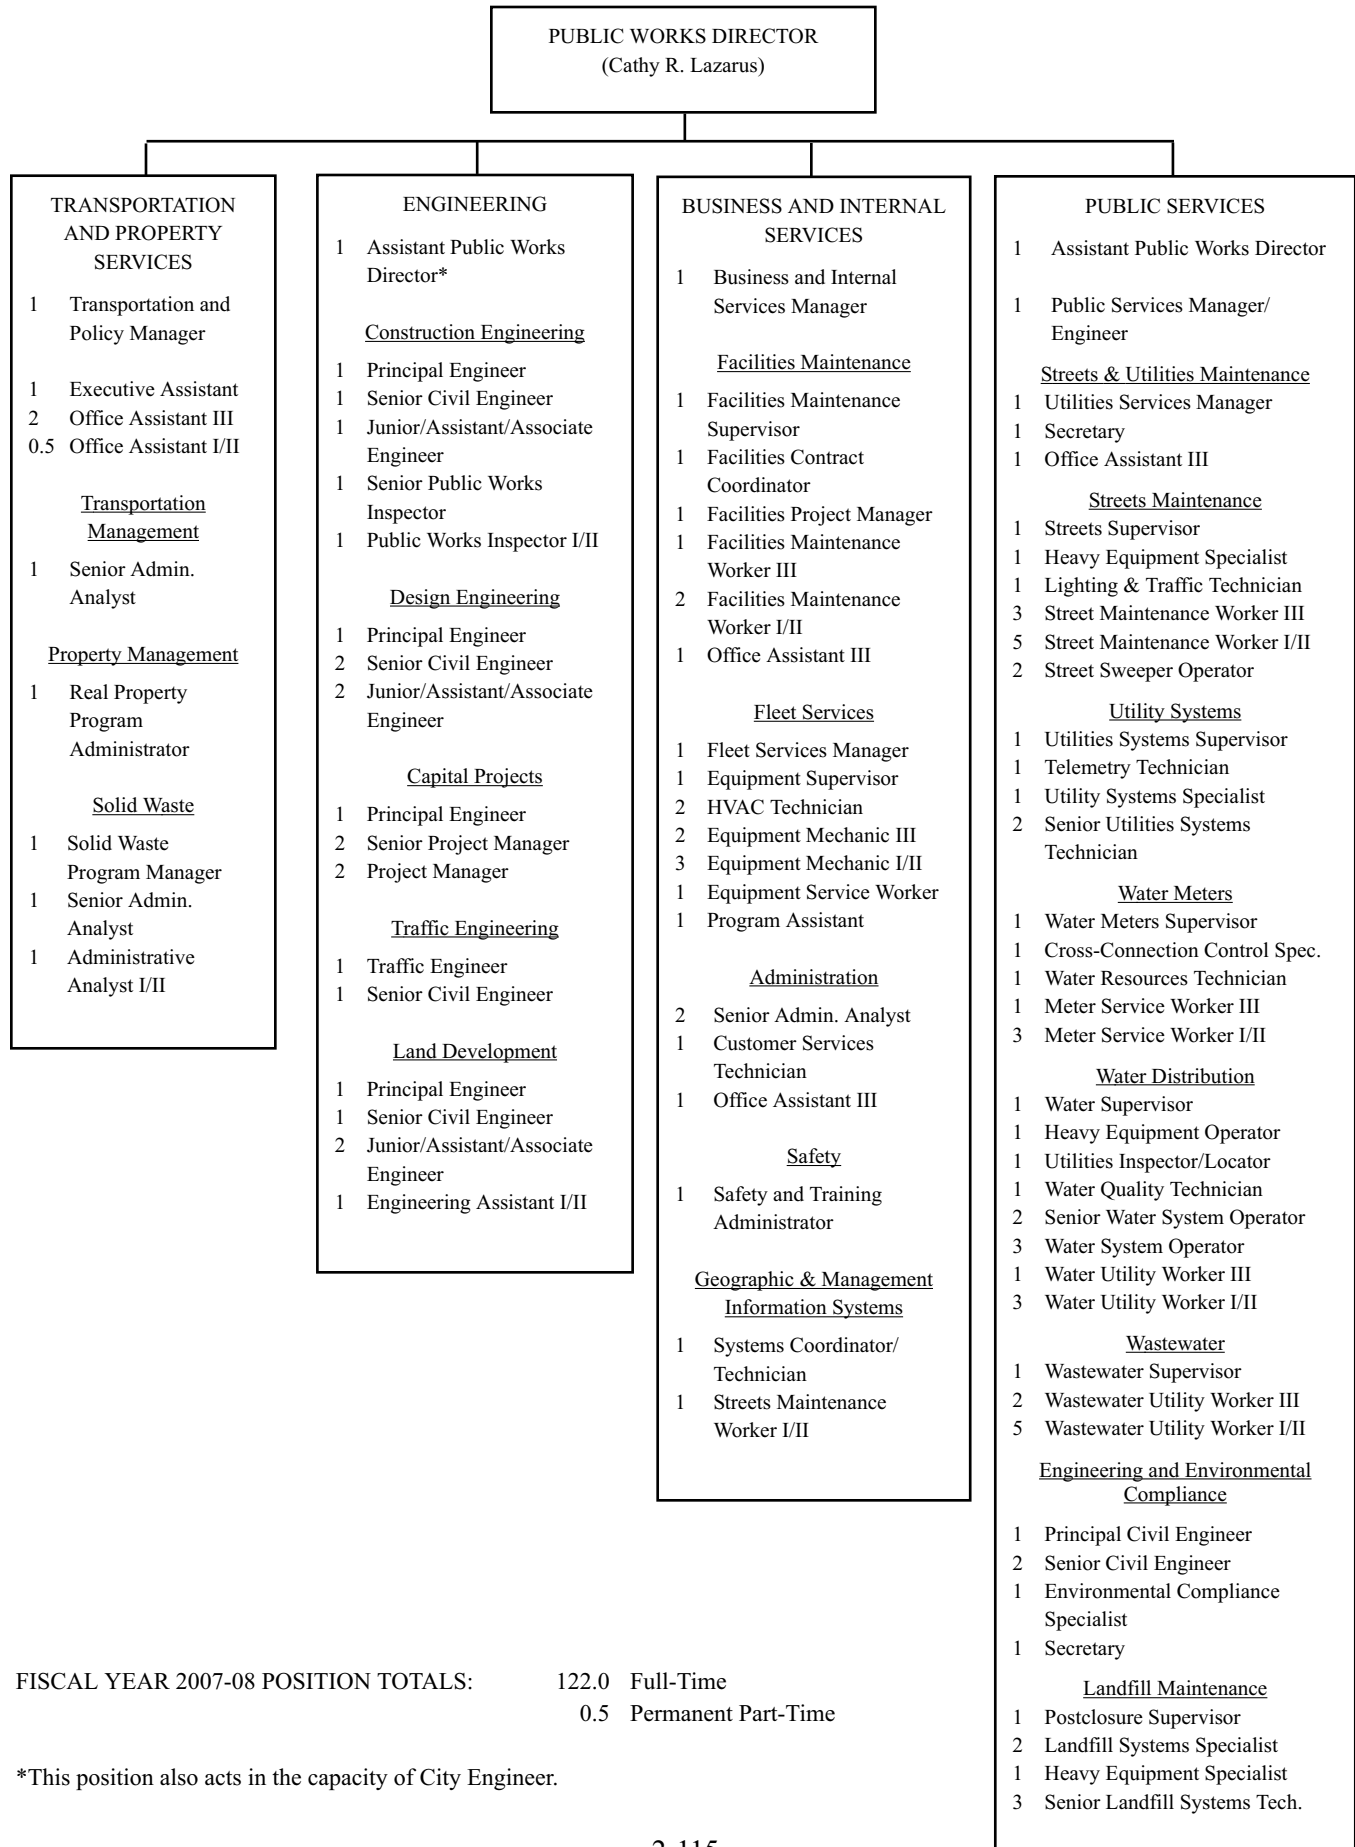 PUBLIC WORKS DIRECTOR
(Cathy R. Lazarus)
TRANSPORTATION
AND PROPERTY
SERVICES
1 Transportation and
Policy Manager
1 Executive Assistant
2 Office Assistant III
0.5 Office Assistant I/II
Transportation
Management
1 Senior Admin.
Analyst
Property Management
1 Real Property
Program
Administrator
Solid Waste
1 Solid Waste
Program Manager
1 Senior Admin.
Analyst
1 Administrative
Analyst I/II
ENGINEERING
1 Assistant Public Works
Director*
Construction Engineering
1 Principal Engineer
1 Senior Civil Engineer
1 Junior/Assistant/Associate
Engineer
1 Senior Public Works
Inspector
1 Public Works Inspector I/II
Design Engineering
1 Principal Engineer
2 Senior Civil Engineer
2 Junior/Assistant/Associate
Engineer
Capital Projects
1 Principal Engineer
2 Senior Project Manager
2 Project Manager
Traffic Engineering
1 Traffic Engineer
1 Senior Civil Engineer
Land Development
1 Principal Engineer
1 Senior Civil Engineer
2 Junior/Assistant/Associate
Engineer
1 Engineering Assistant I/II
BUSINESS AND INTERNAL
SERVICES
1 Business and Internal
Services Manager
Facilities Maintenance
1 Facilities Maintenance
Supervisor
1 Facilities Contract
Coordinator
1 Facilities Project Manager
1 Facilities Maintenance
Worker III
2 Facilities Maintenance
Worker I/II
1 Office Assistant III
Fleet Services
1 Fleet Services Manager
1 Equipment Supervisor
2 HVAC Technician
2 Equipment Mechanic III
3 Equipment Mechanic I/II
1 Equipment Service Worker
1 Program Assistant
Administration
2 Senior Admin. Analyst
1 Customer Services
Technician
1 Office Assistant III
Safety
1 Safety and Training
Administrator
Geographic & Management
Information Systems
1 Systems Coordinator/
Technician
1 Streets Maintenance
Worker I/II
PUBLIC SERVICES
1 Assistant Public Works Director
1 Public Services Manager/
Engineer
Streets & Utilities Maintenance
1 Utilities Services Manager
1 Secretary
1 Office Assistant III
Streets Maintenance
1 Streets Supervisor
1 Heavy Equipment Specialist
1 Lighting & Traffic Technician
3 Street Maintenance Worker III
5 Street Maintenance Worker I/II
2 Street Sweeper Operator
Utility Systems
1 Utilities Systems Supervisor
1 Telemetry Technician
1 Utility Systems Specialist
2 Senior Utilities Systems
Technician
Water Meters
1 Water Meters Supervisor
1 Cross-Connection Control Spec.
1 Water Resources Technician
1 Meter Service Worker III
3 Meter Service Worker I/II
Water Distribution
1 Water Supervisor
1 Heavy Equipment Operator
1 Utilities Inspector/Locator
1 Water Quality Technician
2 Senior Water System Operator
3 Water System Operator
1 Water Utility Worker III
3 Water Utility Worker I/II
Wastewater
1 Wastewater Supervisor
2 Wastewater Utility Worker III
5 Wastewater Utility Worker I/II
Engineering and Environmental
Compliance
1 Principal Civil Engineer
2 Senior Civil Engineer
1 Environmental Compliance
Specialist
1 Secretary
Landfill Maintenance
1 Postclosure Supervisor
2 Landfill Systems Specialist
1 Heavy Equipment Specialist
3 Senior Landfill Systems Tech.
FISCAL YEAR 2007-08 POSITION TOTALS: 122.0 Full-Time
0.5 Permanent Part-Time
*This position also acts in the capacity of City Engineer.
2-115